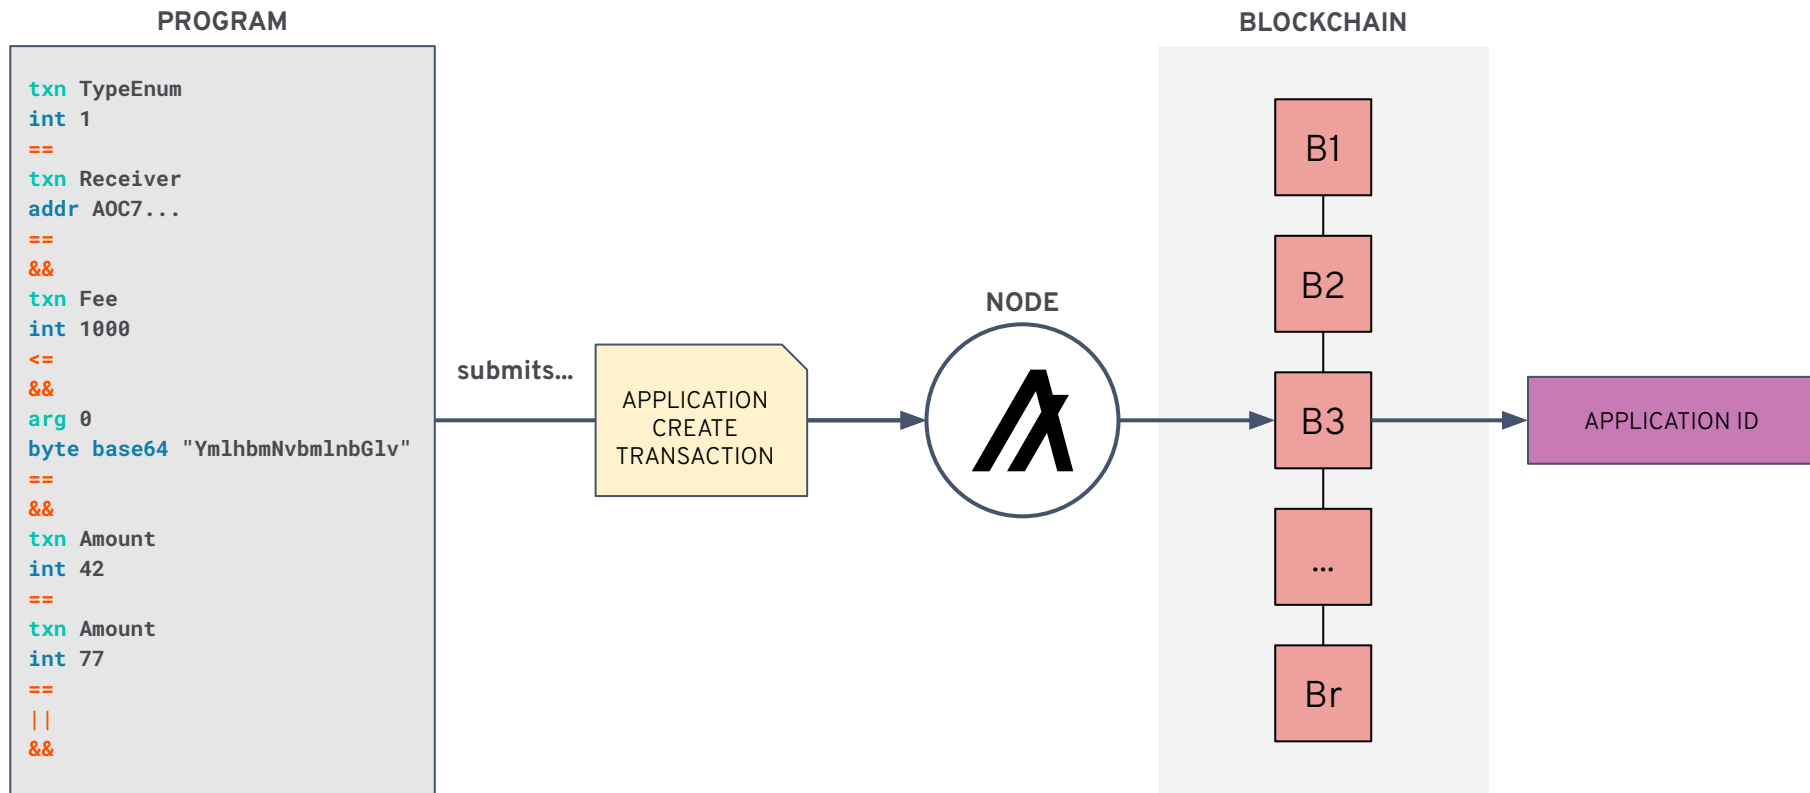 PROGRAM
txn TypeEnum
int 1
==
txn Receiver
addr AOC7...
==
&&
txn Fee
int 1000
<=
&&
arg 0
byte base64 "YmlhbmNvbmlnbGlv"
==
&&
txn Amount
int 42
==
txn Amount
int 77
==
||
&&
submits...
APPLICATION
CREATE
TRANSACTION
NODE
BLOCKCHAIN
B1
B2
B3
...
Br
APPLICATION ID